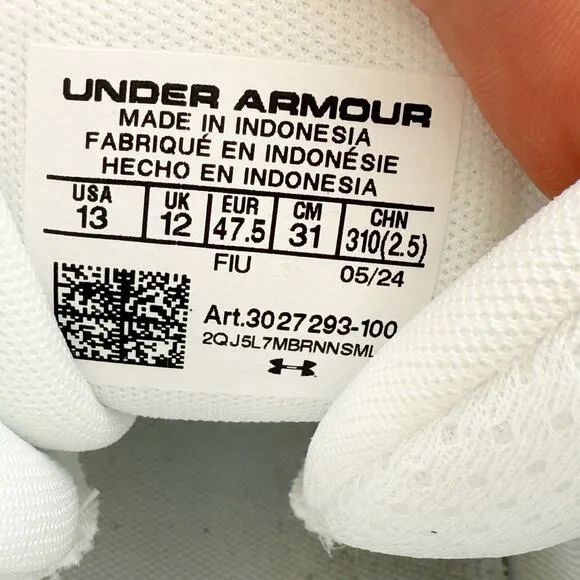 UNDER ARMOUR
MADE IN INDONESIA
FABRIQUÉ EN INDONÉSIE
HECHO EN INDONESIA
USA UK EUR CM CHN
13 12 47.5 31 310(2.5)
FIU 05/24
Art.3027293-100
2QJ5L7MBRNNSML